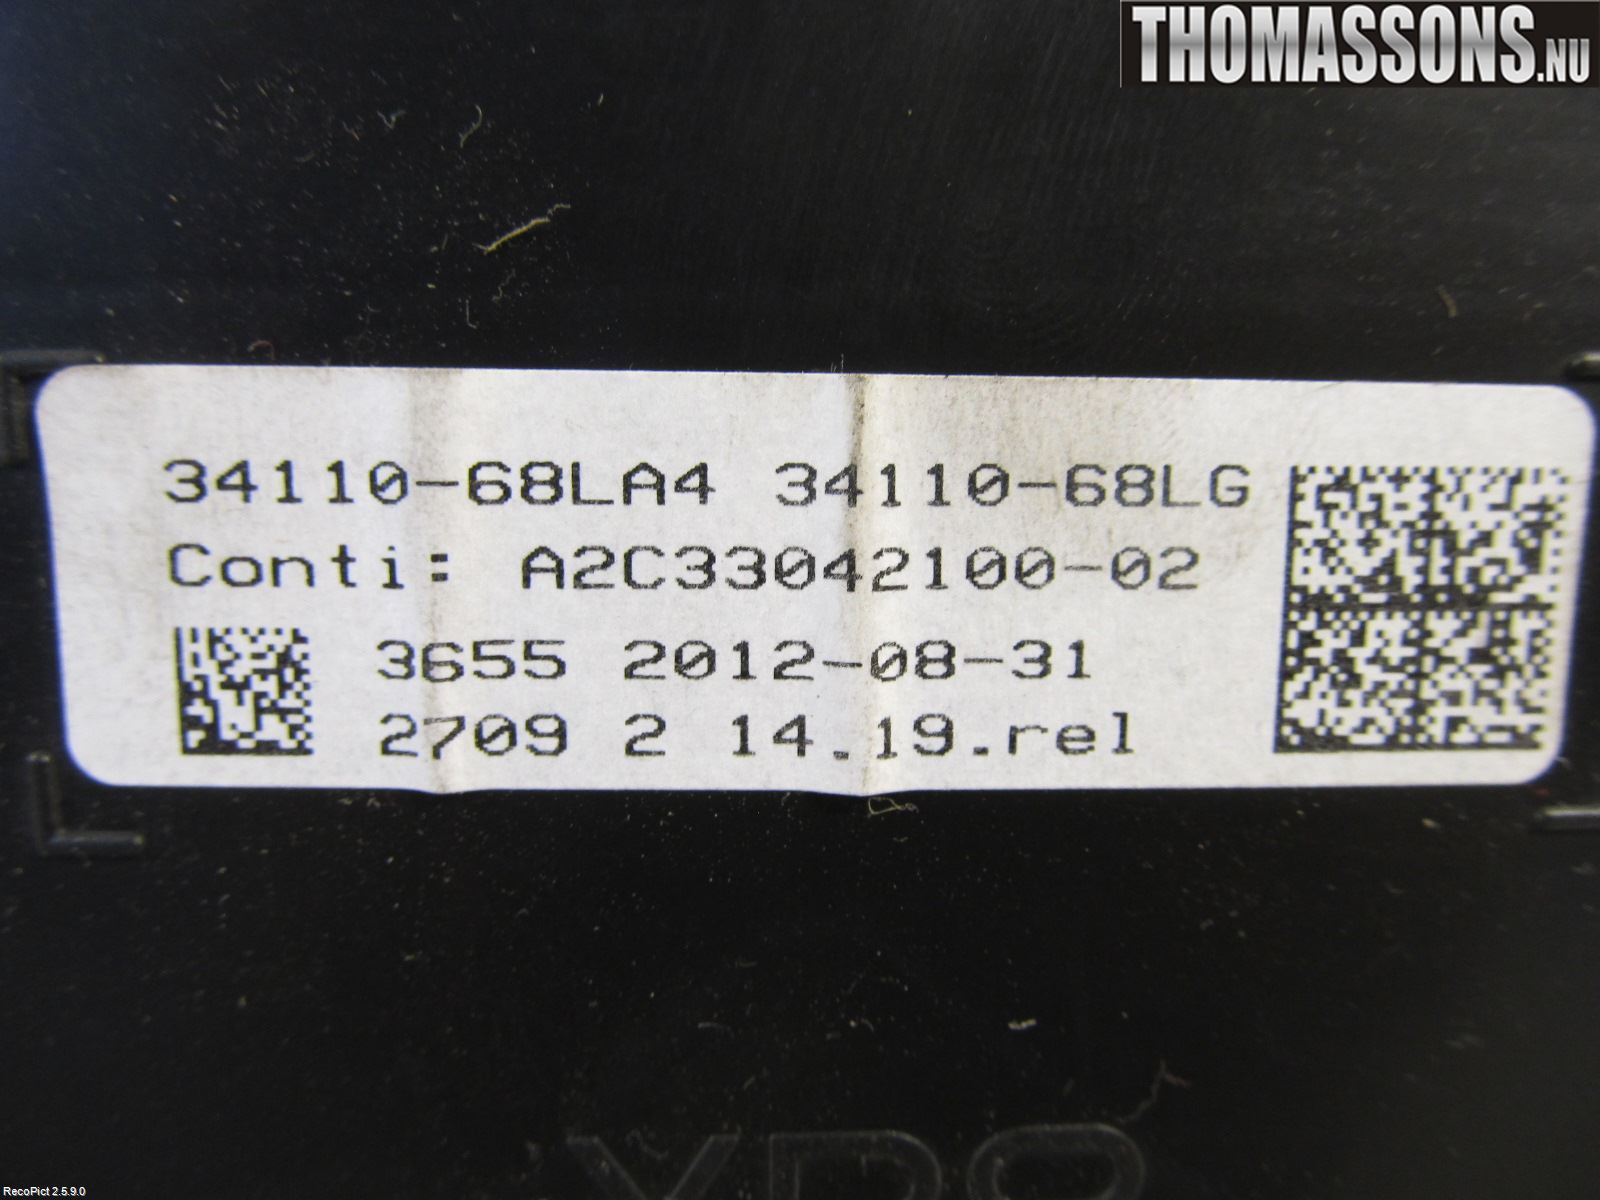 THOMASSONS.NU
34110-68LA4 34110-68LG
Conti: A2C33042100-02
3655 2012-08-31
2709 2 14.19.rel
VDO
RecoPict 2.5.9.0